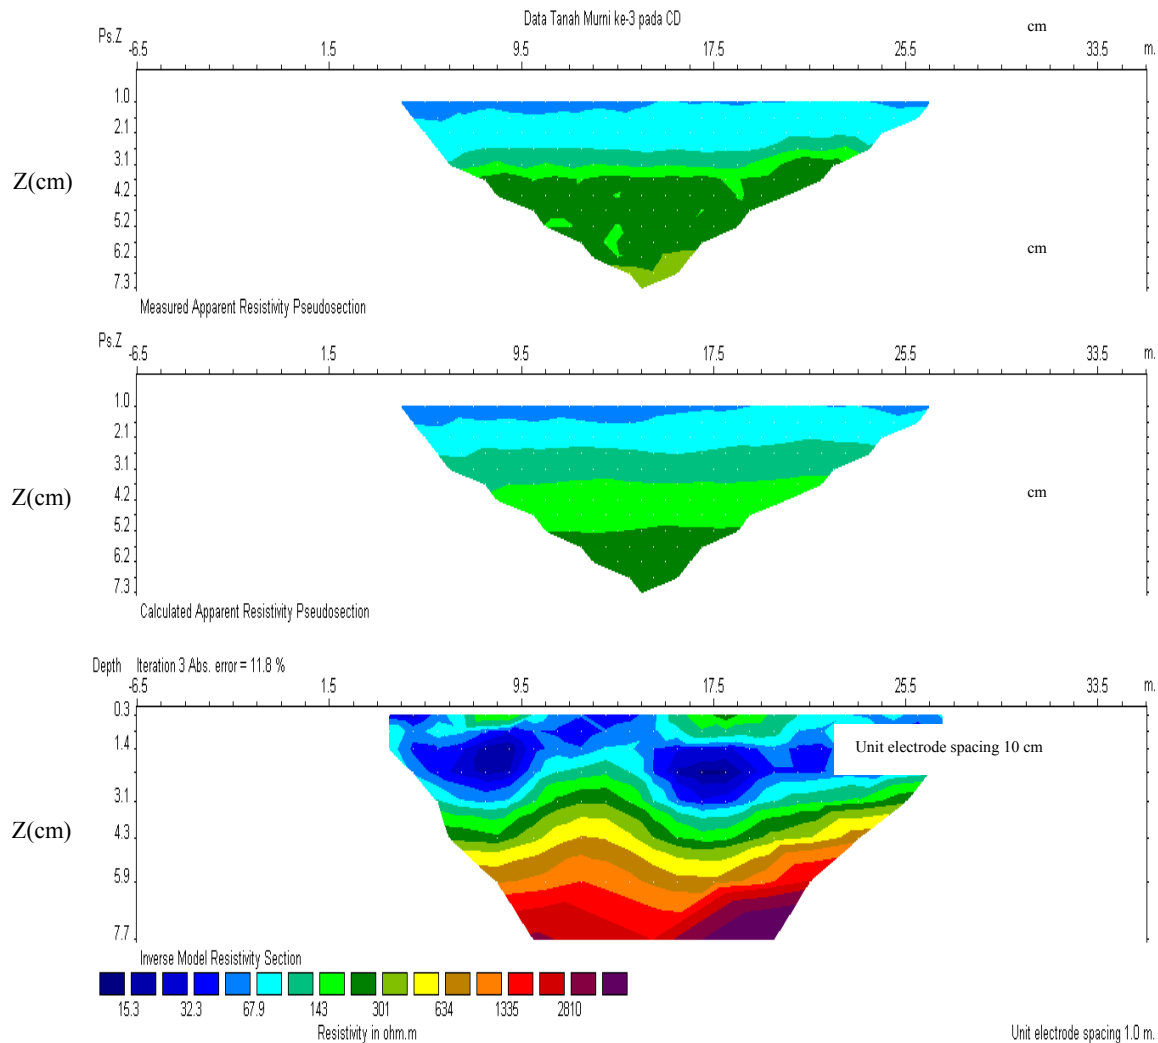 Data Tanah Murni ke-3 pada CD
cm
Ps.Z
-6.5 1.5 9.5 17.5 25.5 33.5 m.
1.0
2.1
3.1
Z(cm)
4.2
5.2
6.2
cm
7.3
Measured Apparent Resistivity Pseudosection
Ps.Z
-6.5 1.5 9.5 17.5 25.5 33.5 m.
1.0
2.1
3.1
Z(cm)
4.2
cm
5.2
6.2
7.3
Calculated Apparent Resistivity Pseudosection
Depth Iteration 3 Abs. error = 11.8 %
-6.5 1.5 9.5 17.5 25.5 33.5 m.
0.3
1.4
Unit electrode spacing 10 cm
3.1
Z(cm)
4.3
5.9
7.7
Inverse Model Resistivity Section
15.3 32.3 67.9 143 301 634 1335 2810
Resistivity in ohm.m
Unit electrode spacing 1.0 m.